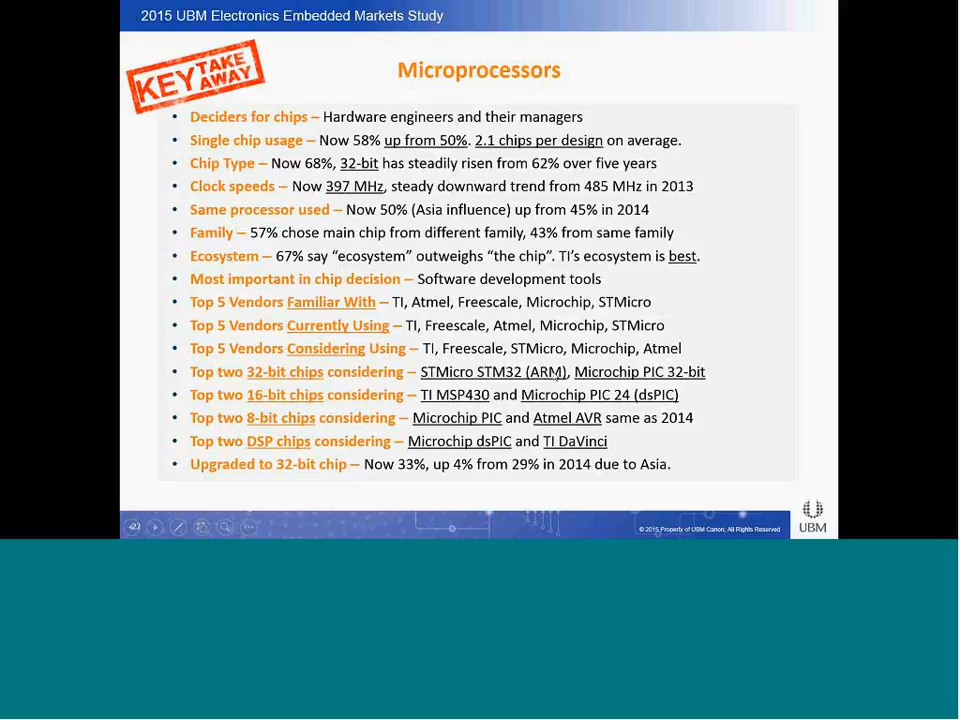 2015 UBM Electronics Embedded Markets Study
KEY TAKE AWAY
Microprocessors
• Deciders for chips – Hardware engineers and their managers
• Single chip usage – Now 58% up from 50%. 2.1 chips per design on average.
• Chip Type – Now 68%, 32-bit has steadily risen from 62% over five years
• Clock speeds – Now 397 MHz, steady downward trend from 485 MHz in 2013
• Same processor used – Now 50% (Asia influence) up from 45% in 2014
• Family – 57% chose main chip from different family, 43% from same family
• Ecosystem – 67% say “ecosystem” outweighs “the chip”. TI’s ecosystem is best.
• Most important in chip decision – Software development tools
• Top 5 Vendors Familiar With – TI, Atmel, Freescale, Microchip, STMicro
• Top 5 Vendors Currently Using – TI, Freescale, Atmel, Microchip, STMicro
• Top 5 Vendors Considering Using – TI, Freescale, STMicro, Microchip, Atmel
• Top two 32-bit chips considering – STMicro STM32 (ARM), Microchip PIC 32-bit
• Top two 16-bit chips considering – TI MSP430 and Microchip PIC 24 (dsPIC)
• Top two 8-bit chips considering – Microchip PIC and Atmel AVR same as 2014
• Top two DSP chips considering – Microchip dsPIC and TI DaVinci
• Upgraded to 32-bit chip – Now 33%, up 4% from 29% in 2014 due to Asia.
22
© 2015 Property of UBM Canon; All Rights Reserved
UBM